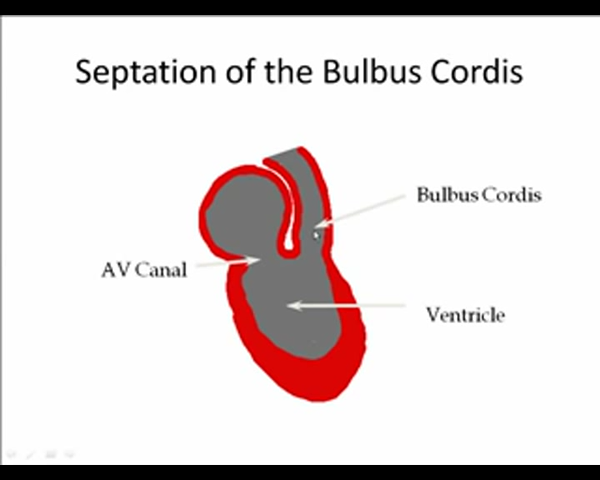 Septation of the Bulbus Cordis
Bulbus Cordis
AV Canal
Ventricle